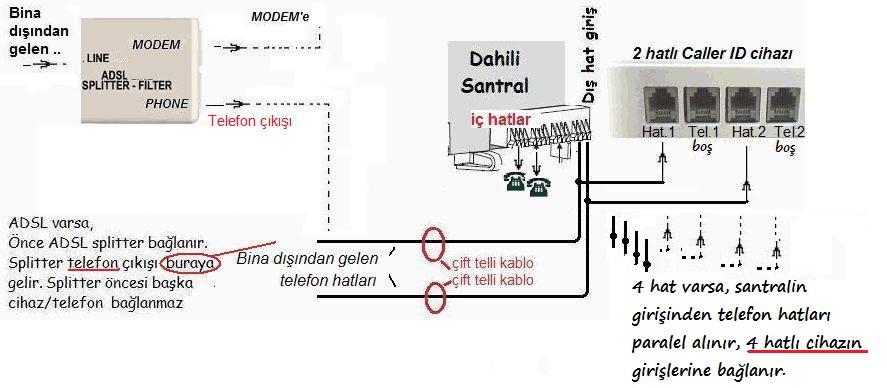 Bina
dışından
gelen ..
MODEM'e
MODEM
LINE
ADSL
SPLITTER - FILTER
PHONE
Telefon çıkışı
Dahili
Santral
iç hatlar
Dış hat giriş
2 hatlı Caller ID cihazı
Hat.1 Tel.1 Hat.2 Tel.2
boş boş
ADSL varsa,
Önce ADSL splitter bağlanır.
Splitter telefon çıkışı buraya
gelir. Splitter öncesi başka
cihaz/telefon bağlanmaz
Bina dışından gelen
telefon hatları
çift telli kablo
çift telli kablo
4 hat varsa, santralin
girişinden telefon hatları
paralel alınır, 4 hatlı cihazın
girişlerine bağlanır.